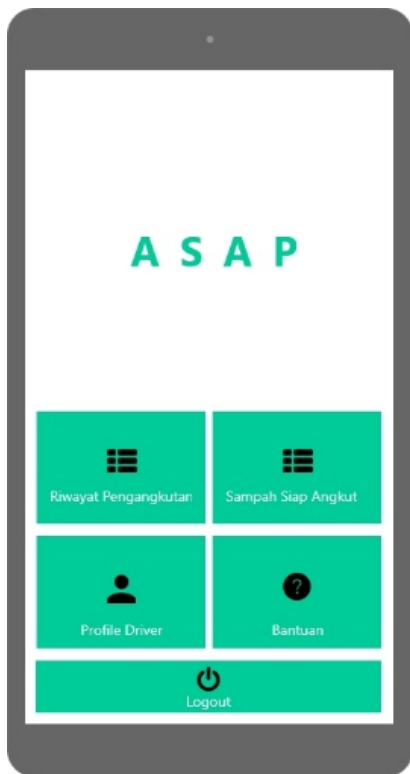 A S A P
Riwayat Pengangkutan
Sampah Siap Angkut
Profile Driver
?
Bantuan
Logout